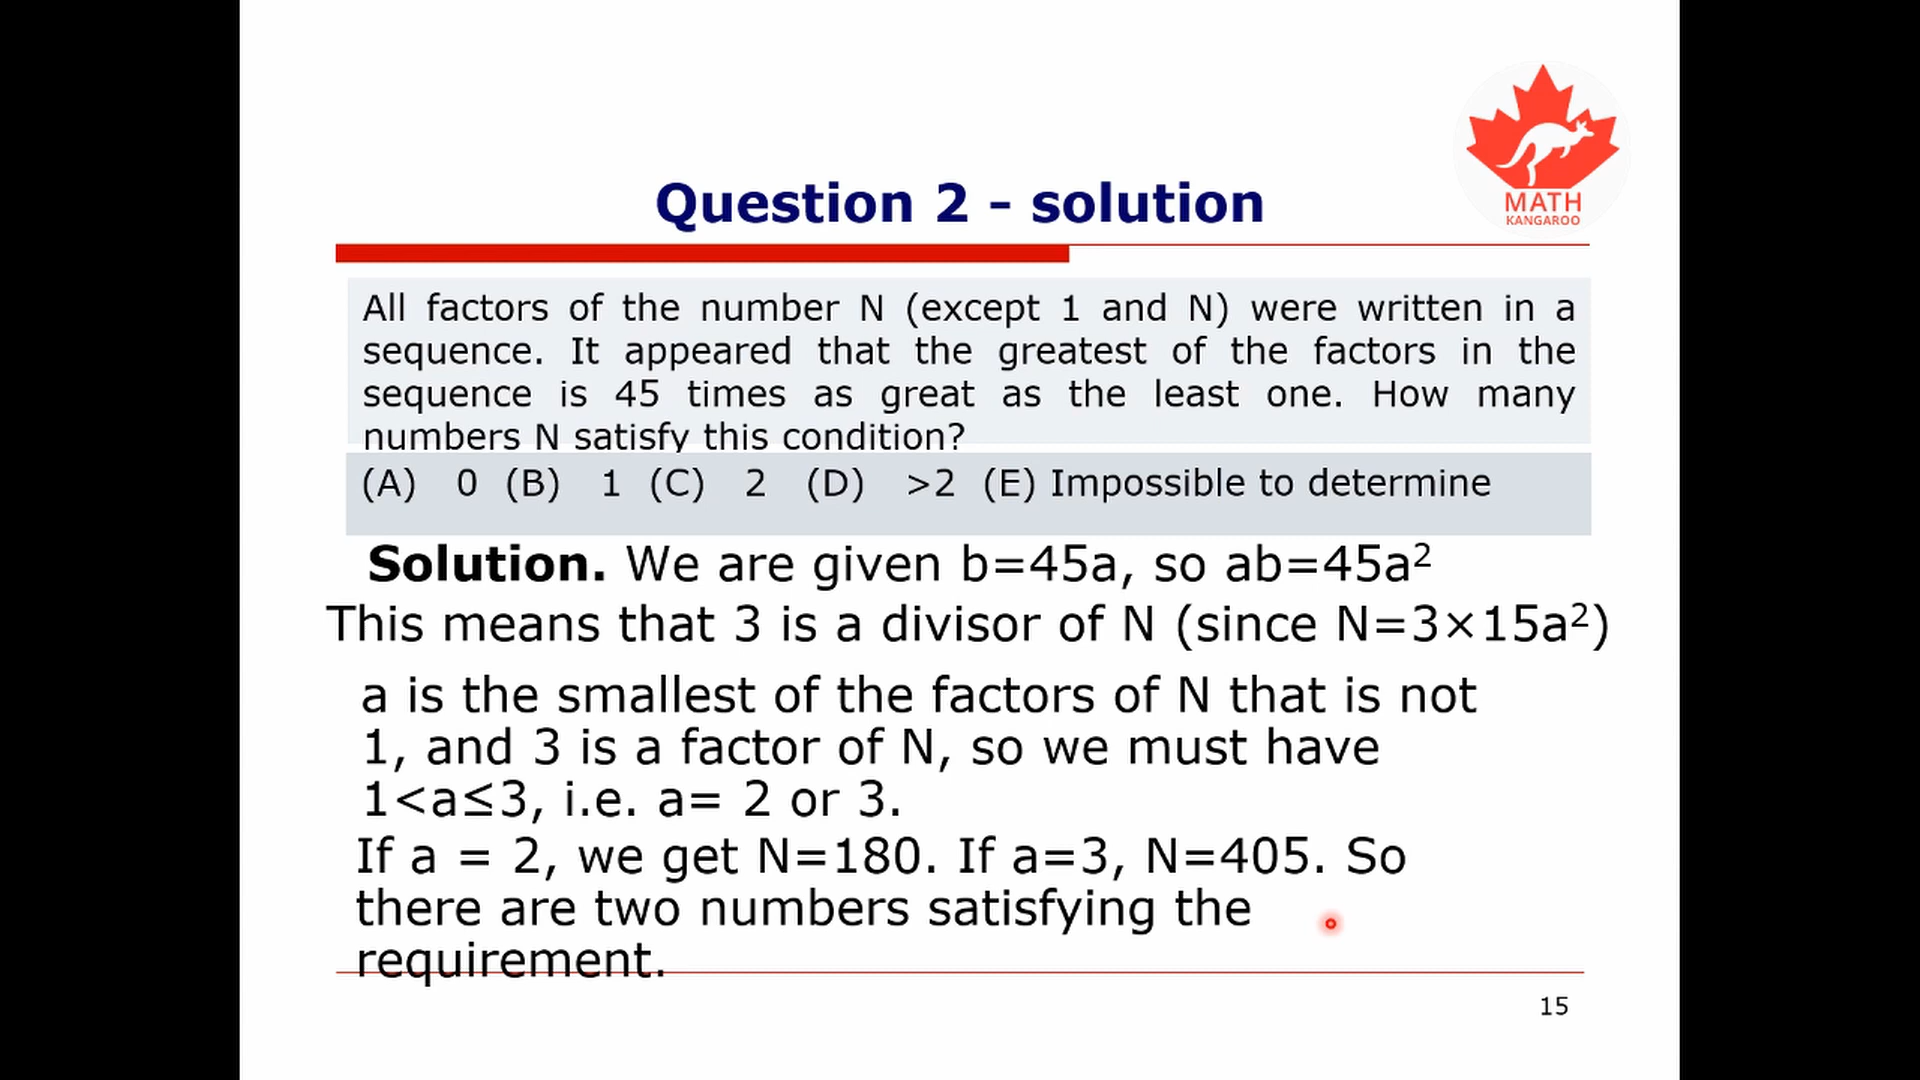 MATH
KANGAROO
Question 2 - solution
All factors of the number N (except 1 and N) were written in a
sequence. It appeared that the greatest of the factors in the
sequence is 45 times as great as the least one. How many
numbers N satisfy this condition?
(A) 0 (B) 1 (C) 2 (D) >2 (E) Impossible to determine
Solution. We are given b=45a, so ab=45a²
This means that 3 is a divisor of N (since N=3×15a²)
a is the smallest of the factors of N that is not
1, and 3 is a factor of N, so we must have
1<a≤3, i.e. a= 2 or 3.
If a = 2, we get N=180. If a=3, N=405. So
there are two numbers satisfying the
requirement.
15